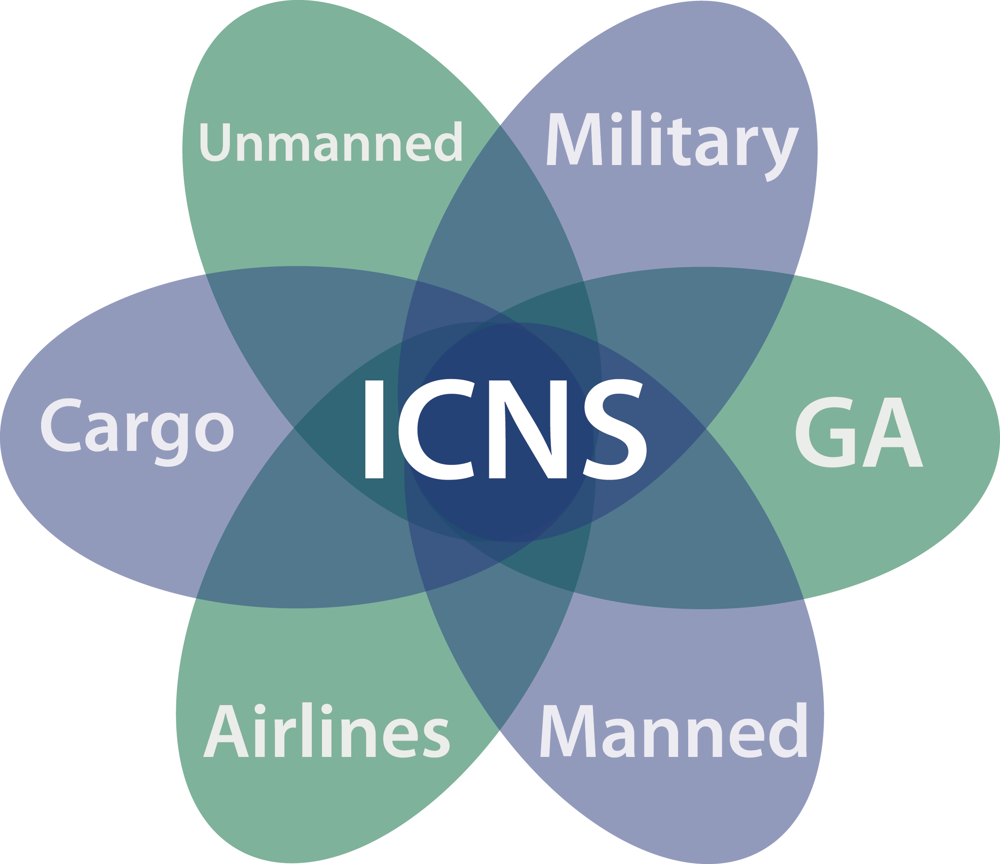 Unmanned
Military
Cargo
ICNS
GA
Airlines
Manned